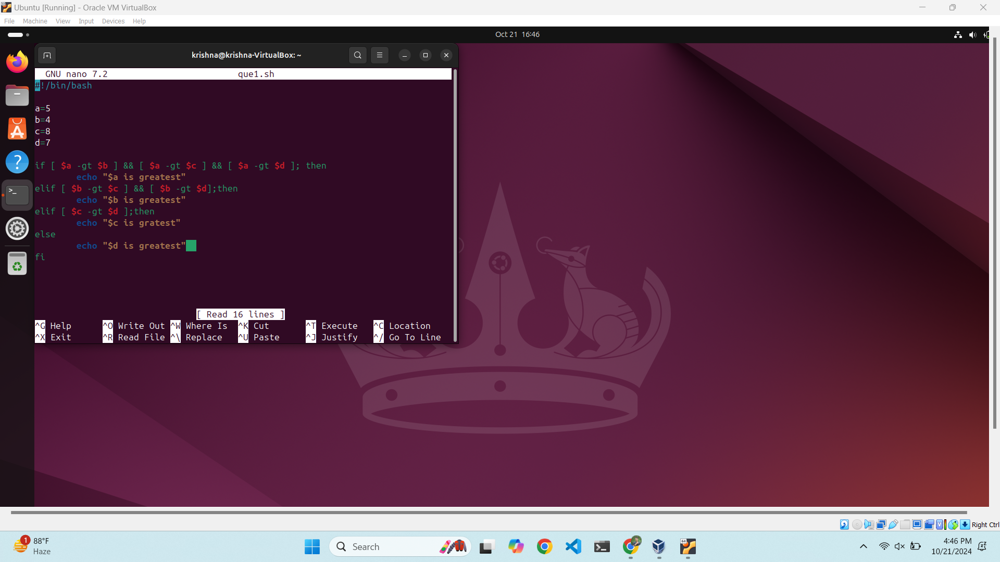 Ubuntu [Running] - Oracle VM VirtualBox
File Machine View Input Devices Help
Oct 21 16:46
krishna@krishna-VirtualBox: ~
GNU nano 7.2 que1.sh
#!/bin/bash
a=5
b=4
c=8
d=7
if [ $a -gt $b ] && [ $a -gt $c ] && [ $a -gt $d ]; then
echo "$a is greatest"
elif [ $b -gt $c ] && [ $b -gt $d];then
echo "$b is greatest"
elif [ $c -gt $d ];then
echo "$c is gratest"
else
echo "$d is greatest"
fi
[ Read 16 lines ]
^G Help ^O Write Out ^W Where Is ^K Cut ^T Execute ^C Location
^X Exit ^R Read File ^\ Replace ^U Paste ^J Justify ^/ Go To Line
Right Ctrl
1 88°F
Haze
Search
64
4:46 PM
10/21/2024